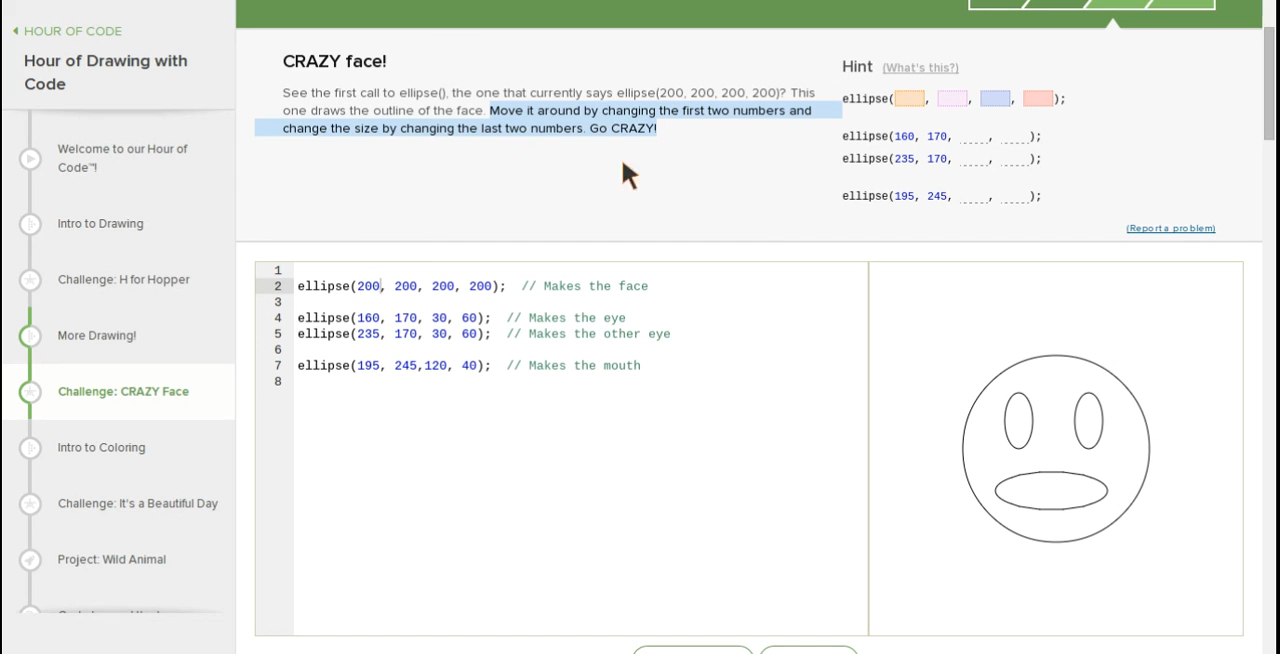 HOUR OF CODE
Hour of Drawing with
Code
Welcome to our Hour of
Code™!
Intro to Drawing
Challenge: H for Hopper
More Drawing!
Challenge: CRAZY Face
Intro to Coloring
Challenge: It's a Beautiful Day
Project: Wild Animal
CRAZY face!
See the first call to ellipse(), the one that currently says ellipse(200, 200, 200, 200)? This
one draws the outline of the face. Move it around by changing the first two numbers and
change the size by changing the last two numbers. Go CRAZY!
Hint (What's this?)
ellipse( , , , );
ellipse(160, 170, ____, ____);
ellipse(235, 170, ____, ____);
ellipse(195, 245, ____, ____);
(Report a problem)
1
2 ellipse(200, 200, 200, 200); // Makes the face
3
4 ellipse(160, 170, 30, 60); // Makes the eye
5 ellipse(235, 170, 30, 60); // Makes the other eye
6
7 ellipse(195, 245,120, 40); // Makes the mouth
8